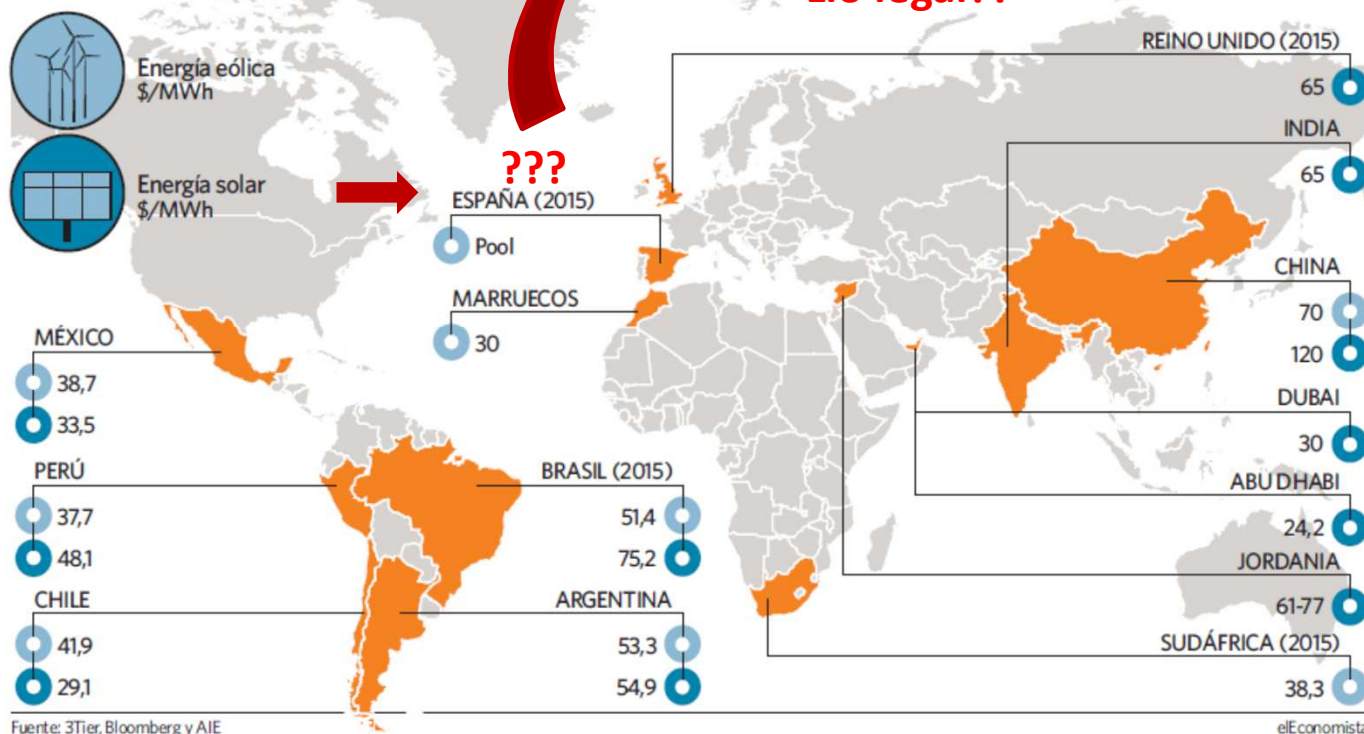 Energía eólica
$/MWh
Energía solar
$/MWh
???
ESPAÑA (2015)
Pool
MARRUECOS
30
MÉXICO
38,7
33,5
PERÚ
37,7
48,1
CHILE
41,9
29,1
BRASIL (2015)
51,4
75,2
ARGENTINA
53,3
54,9
REINO UNIDO (2015)
65
INDIA
65
CHINA
70
120
DUBAI
30
ABU DHABI
24,2
JORDANIA
61-77
SUDÁFRICA (2015)
38,3
Fuente: 3Tier, Bloomberg y AIE
elEconomista